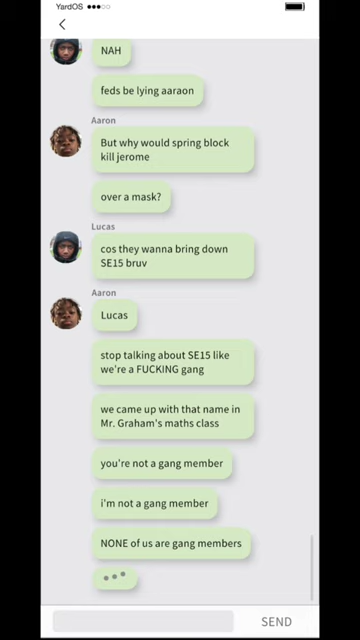 YardOS
NAH
feds be lying aaraon
Aaron
But why would spring block
kill jerome
over a mask?
Lucas
cos they wanna bring down
SE15 bruv
Aaron
Lucas
stop talking about SE15 like
we're a FUCKING gang
we came up with that name in
Mr. Graham's maths class
you're not a gang member
i'm not a gang member
NONE of us are gang members
SEND